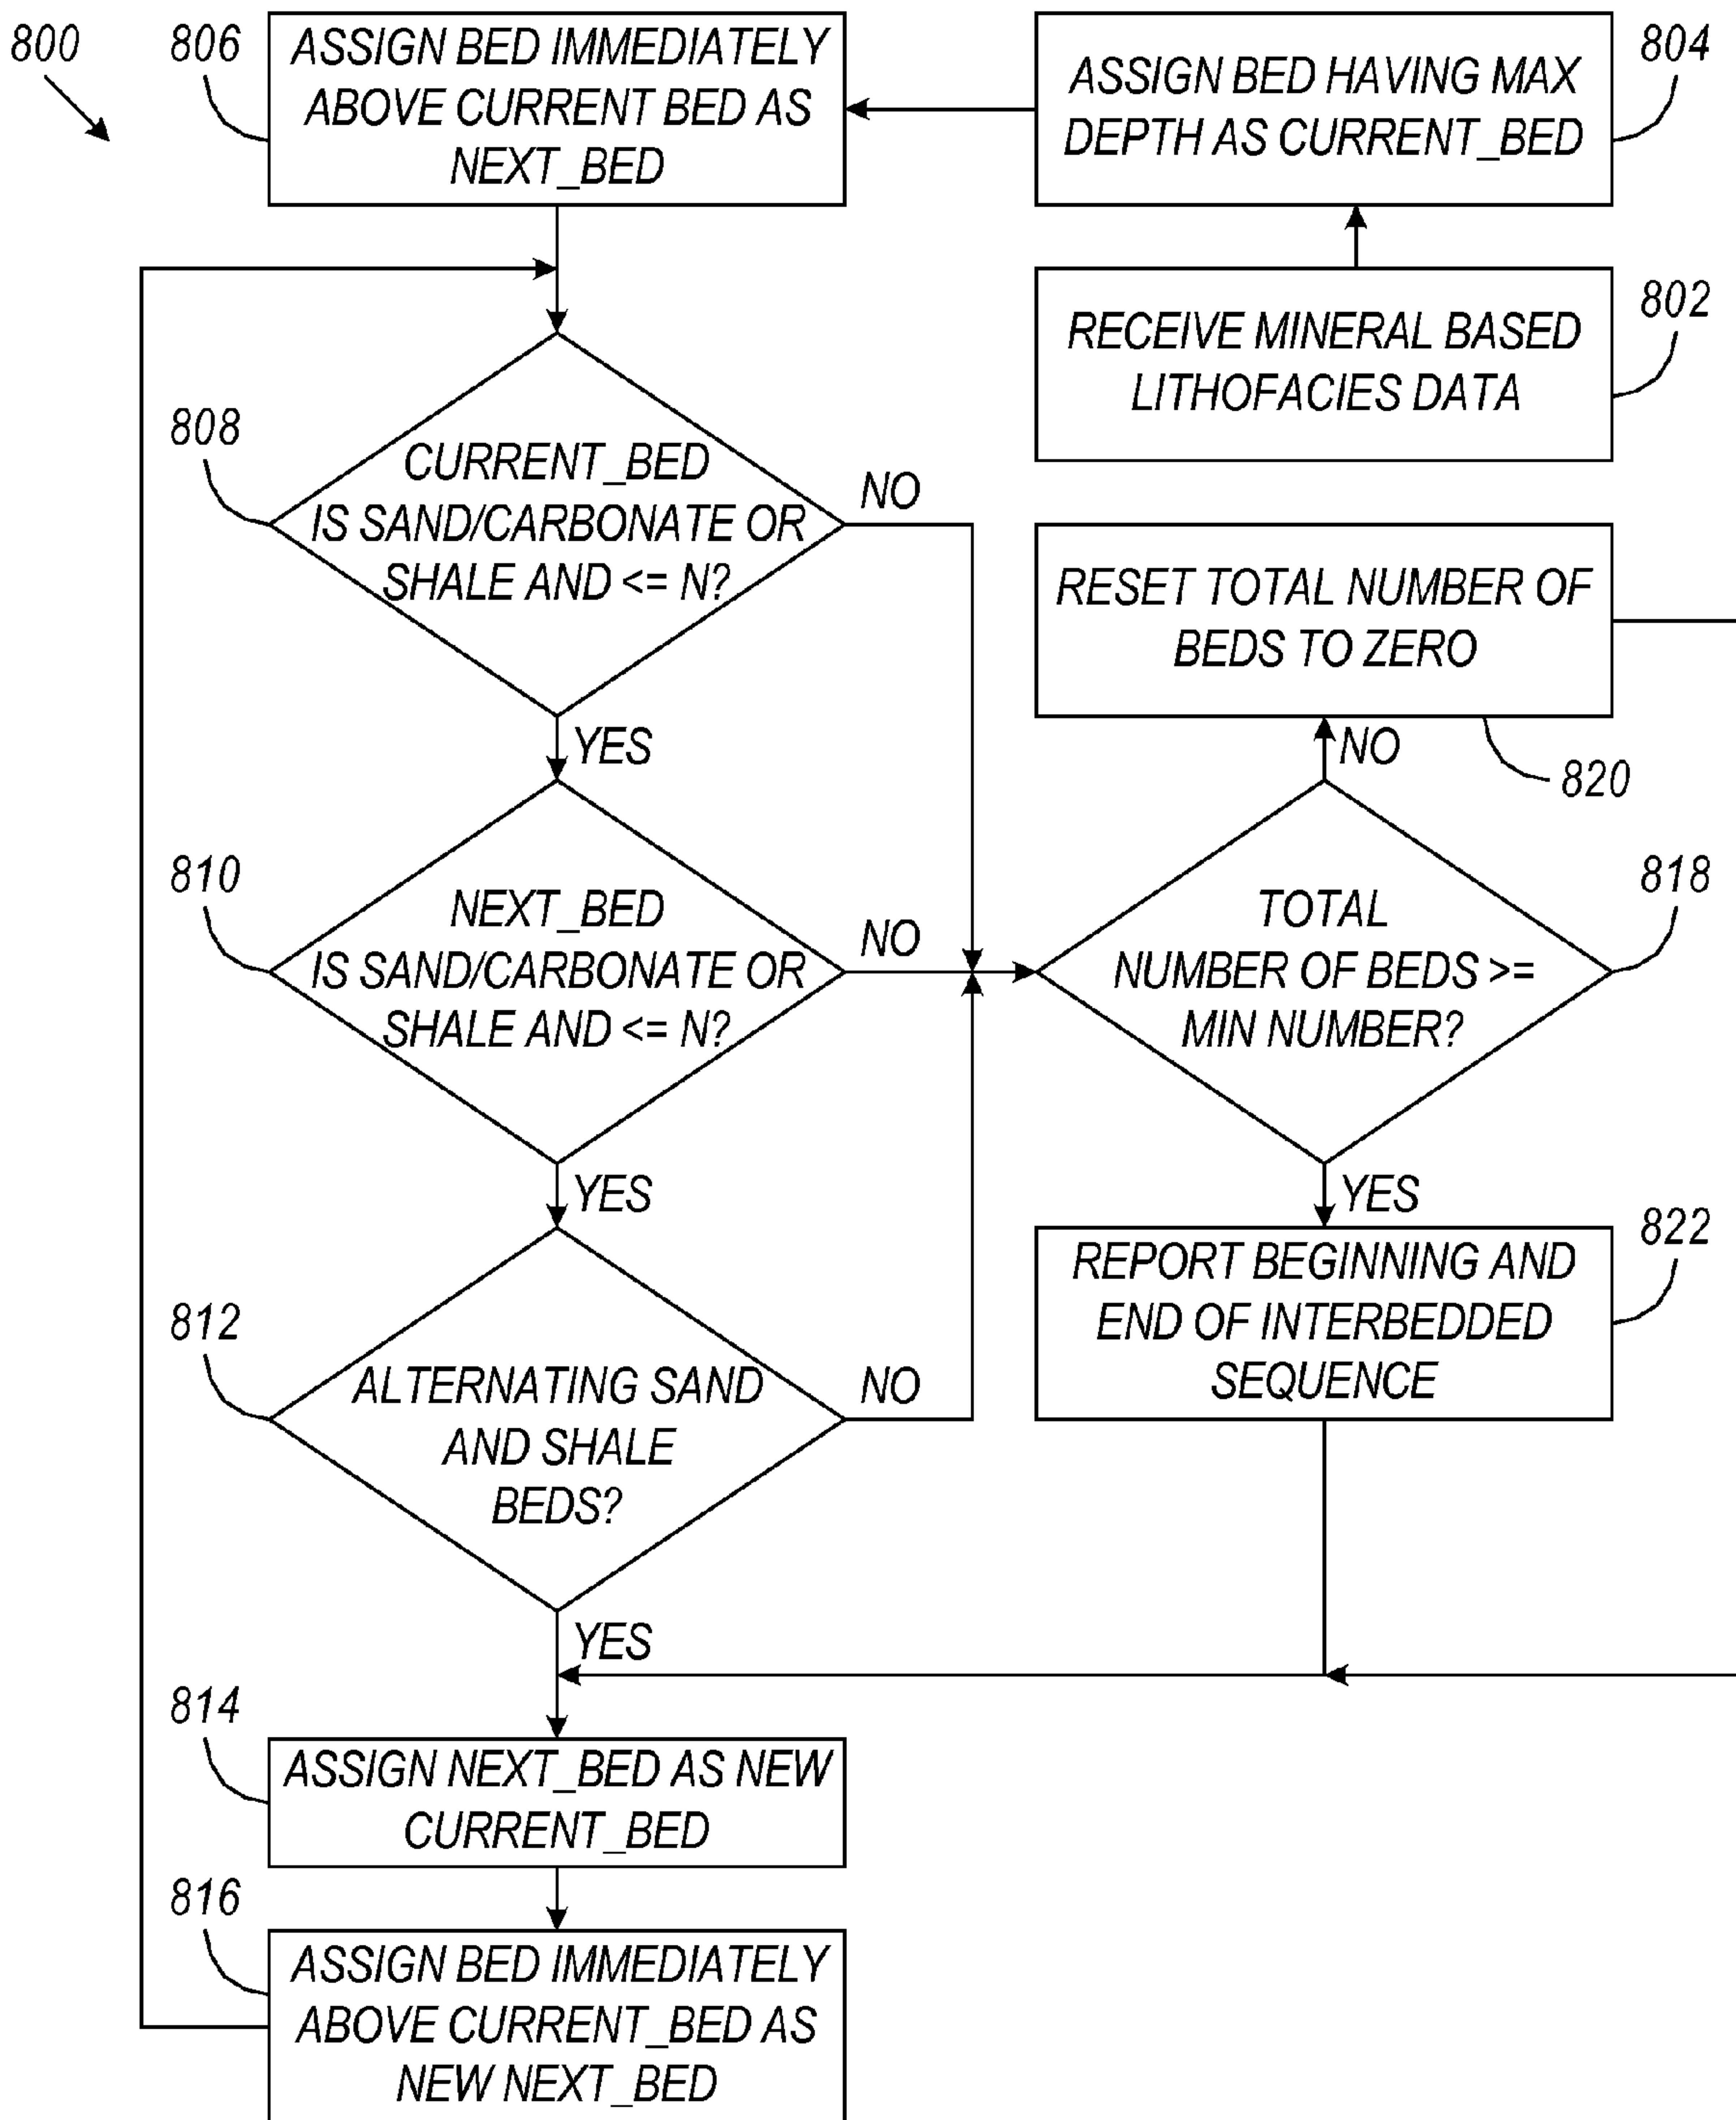 800
806
ASSIGN BED IMMEDIATELY
ABOVE CURRENT BED AS
NEXT_BED
804
ASSIGN BED HAVING MAX
DEPTH AS CURRENT_BED
802
RECEIVE MINERAL BASED
LITHOFACIES DATA
808
CURRENT_BED
IS SAND/CARBONATE OR
SHALE AND <= N?
NO
YES
810
NEXT_BED
IS SAND/CARBONATE OR
SHALE AND <= N?
NO
YES
812
ALTERNATING SAND
AND SHALE
BEDS?
NO
YES
814
ASSIGN NEXT_BED AS NEW
CURRENT_BED
816
ASSIGN BED IMMEDIATELY
ABOVE CURRENT_BED AS
NEW NEXT_BED
RESET TOTAL NUMBER OF
BEDS TO ZERO
820
NO
818
TOTAL
NUMBER OF BEDS >=
MIN NUMBER?
YES
822
REPORT BEGINNING AND
END OF INTERBEDDED
SEQUENCE